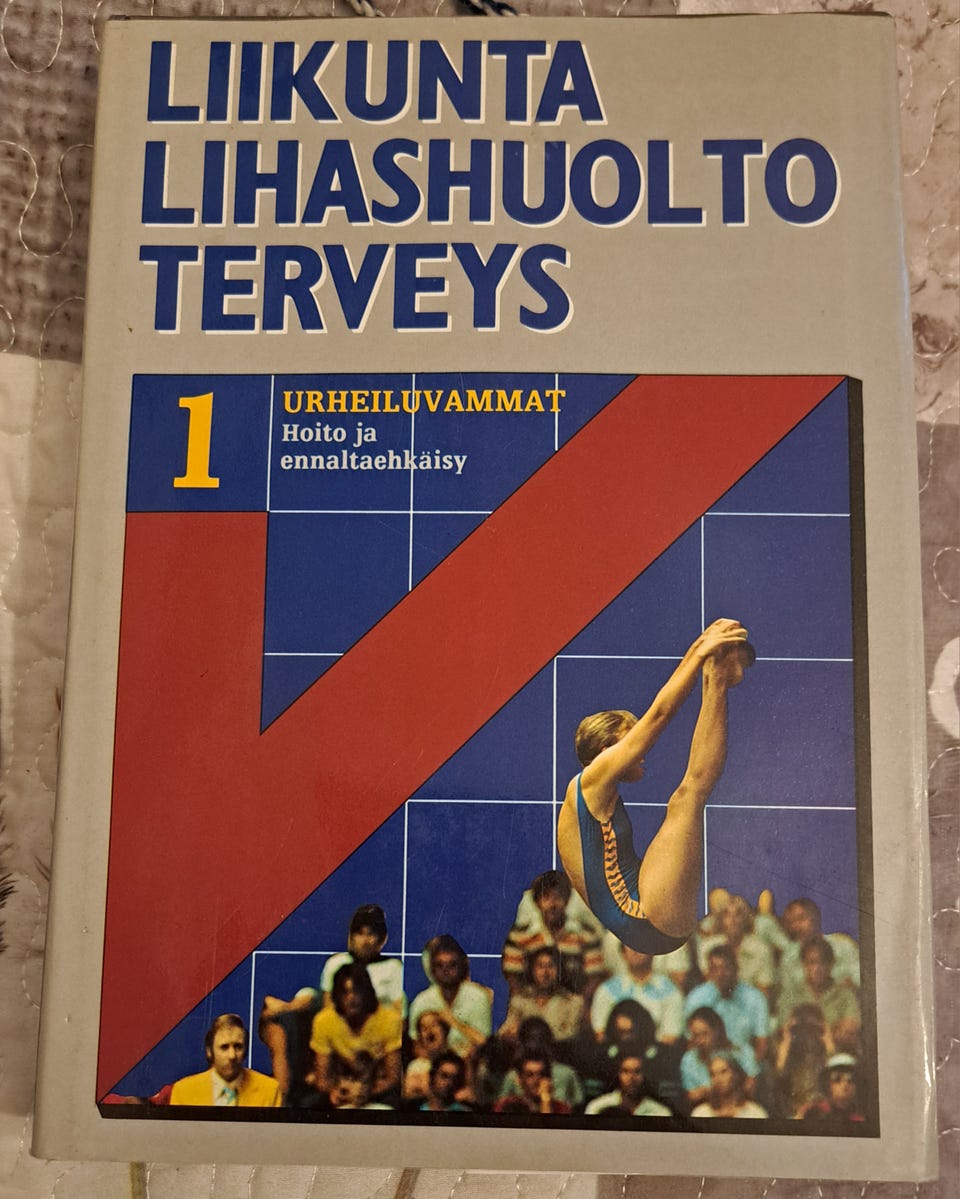 LIIKUNTA
LIHASHUOLTO
TERVEYS
1
URHEILUVAMMAT
Hoito ja
ennaltaehkäisy